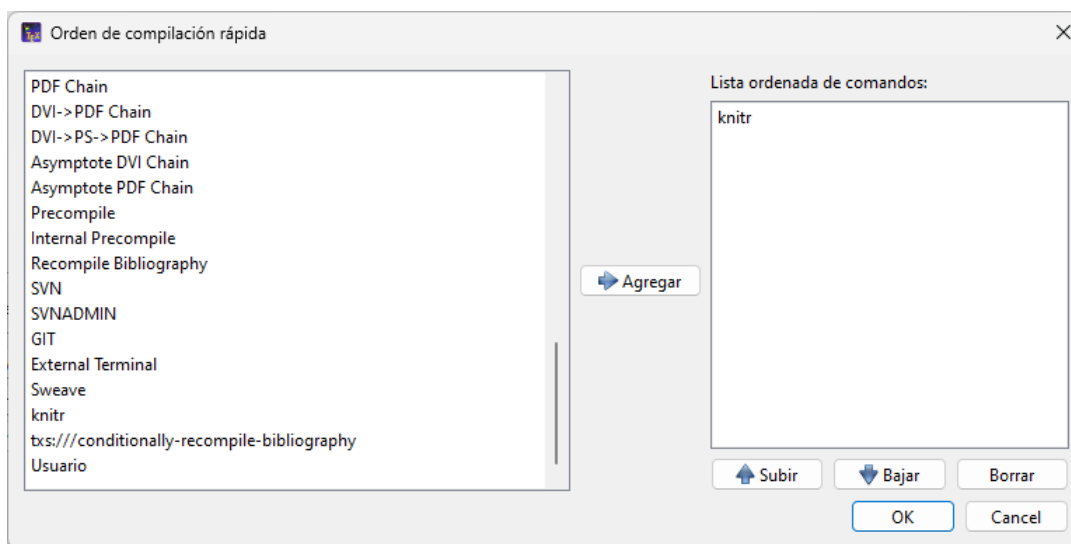 Orden de compilación rápida
PDF Chain
DVI->PDF Chain
DVI->PS->PDF Chain
Asymptote DVI Chain
Asymptote PDF Chain
Precompile
Internal Precompile
Recompile Bibliography
SVN
SVNADMIN
GIT
External Terminal
Sweave
knitr
txs:///conditionally-recompile-bibliography
Usuario
Agregar
Lista ordenada de comandos:
knitr
Subir
Bajar
Borrar
OK
Cancel